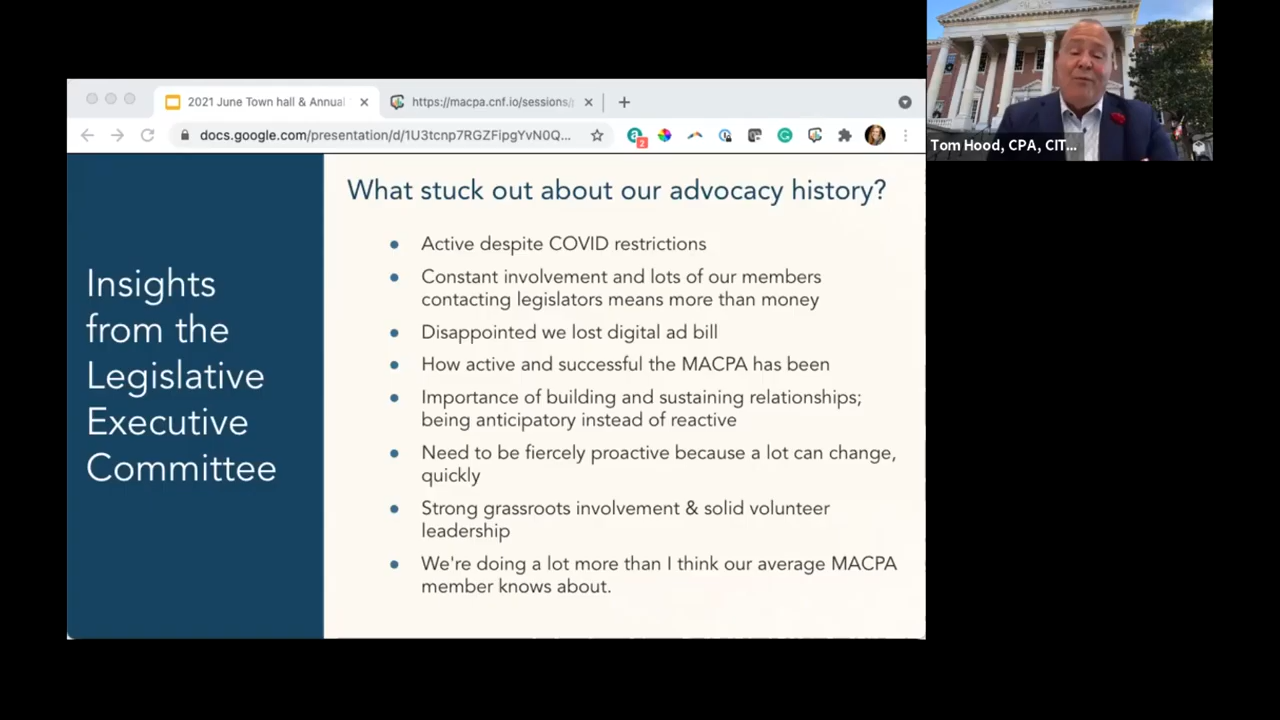 2021 June Town hall & Annual
https://macpa.cnf.io/sessions/
docs.google.com/presentation/d/1U3tcnp7RGZFipgYvN0Q...
2
Tom Hood, CPA, CIT...
Insights
from the
Legislative
Executive
Committee
What stuck out about our advocacy history?
● Active despite COVID restrictions
● Constant involvement and lots of our members
contacting legislators means more than money
● Disappointed we lost digital ad bill
● How active and successful the MACPA has been
● Importance of building and sustaining relationships;
being anticipatory instead of reactive
● Need to be fiercely proactive because a lot can change,
quickly
● Strong grassroots involvement & solid volunteer
leadership
● We're doing a lot more than I think our average MACPA
member knows about.